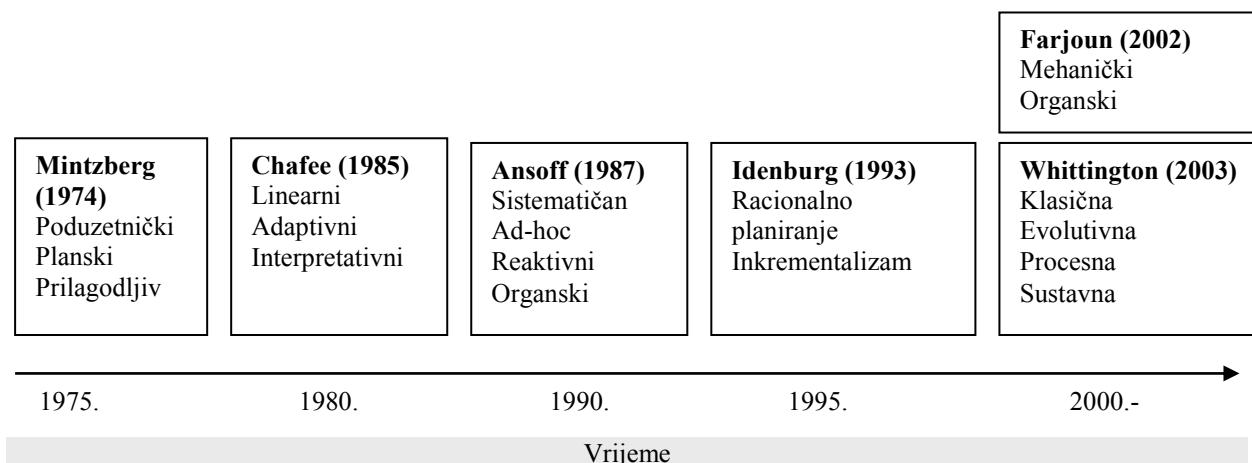 Farjoun (2002)
Mehanički
Organski
Mintzberg
(1974)
Poduzetnički
Planski
Prilagodljiv
Chafee (1985)
Linearni
Adaptivni
Interpretativni
Ansoff (1987)
Sistematičan
Ad-hoc
Reaktivni
Organski
Idenburg (1993)
Racionalno
planiranje
Inkrementalizam
Whittington (2003)
Klasična
Evolutivna
Procesna
Sustavna
1975.
1980.
1990.
1995.
2000.-
Vrijeme